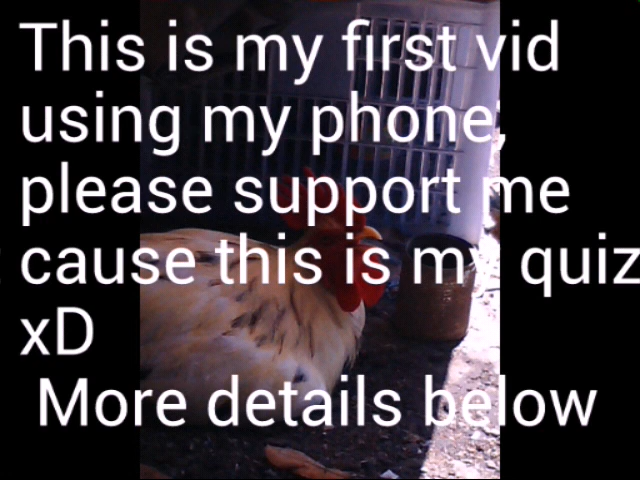 This is my first vid
using my phone,
please support me
cause this is my quiz
xD
More details below